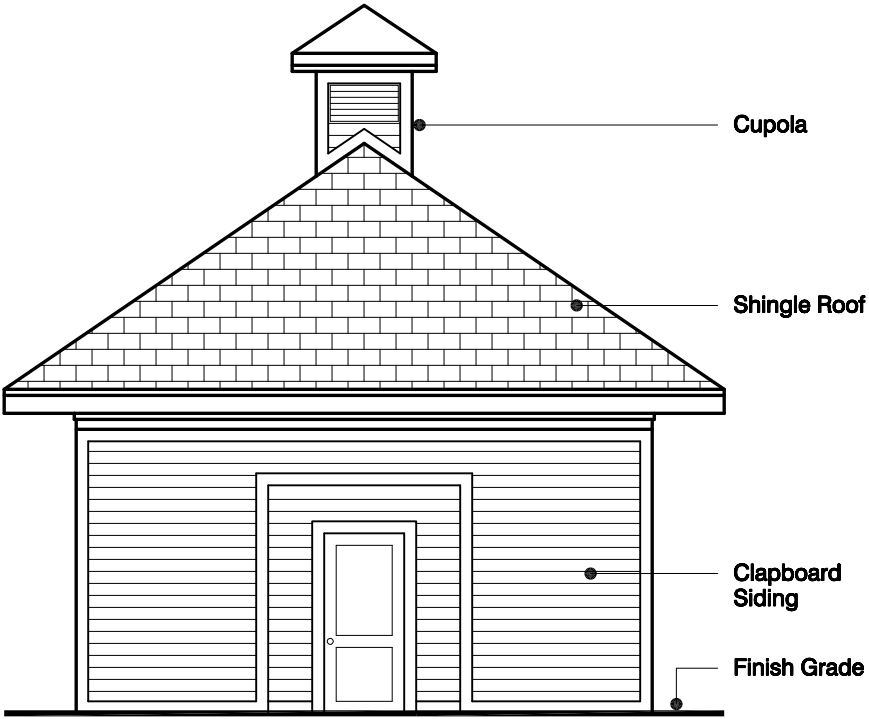 Cupola
Shingle Roof
Clapboard
Siding
Finish Grade